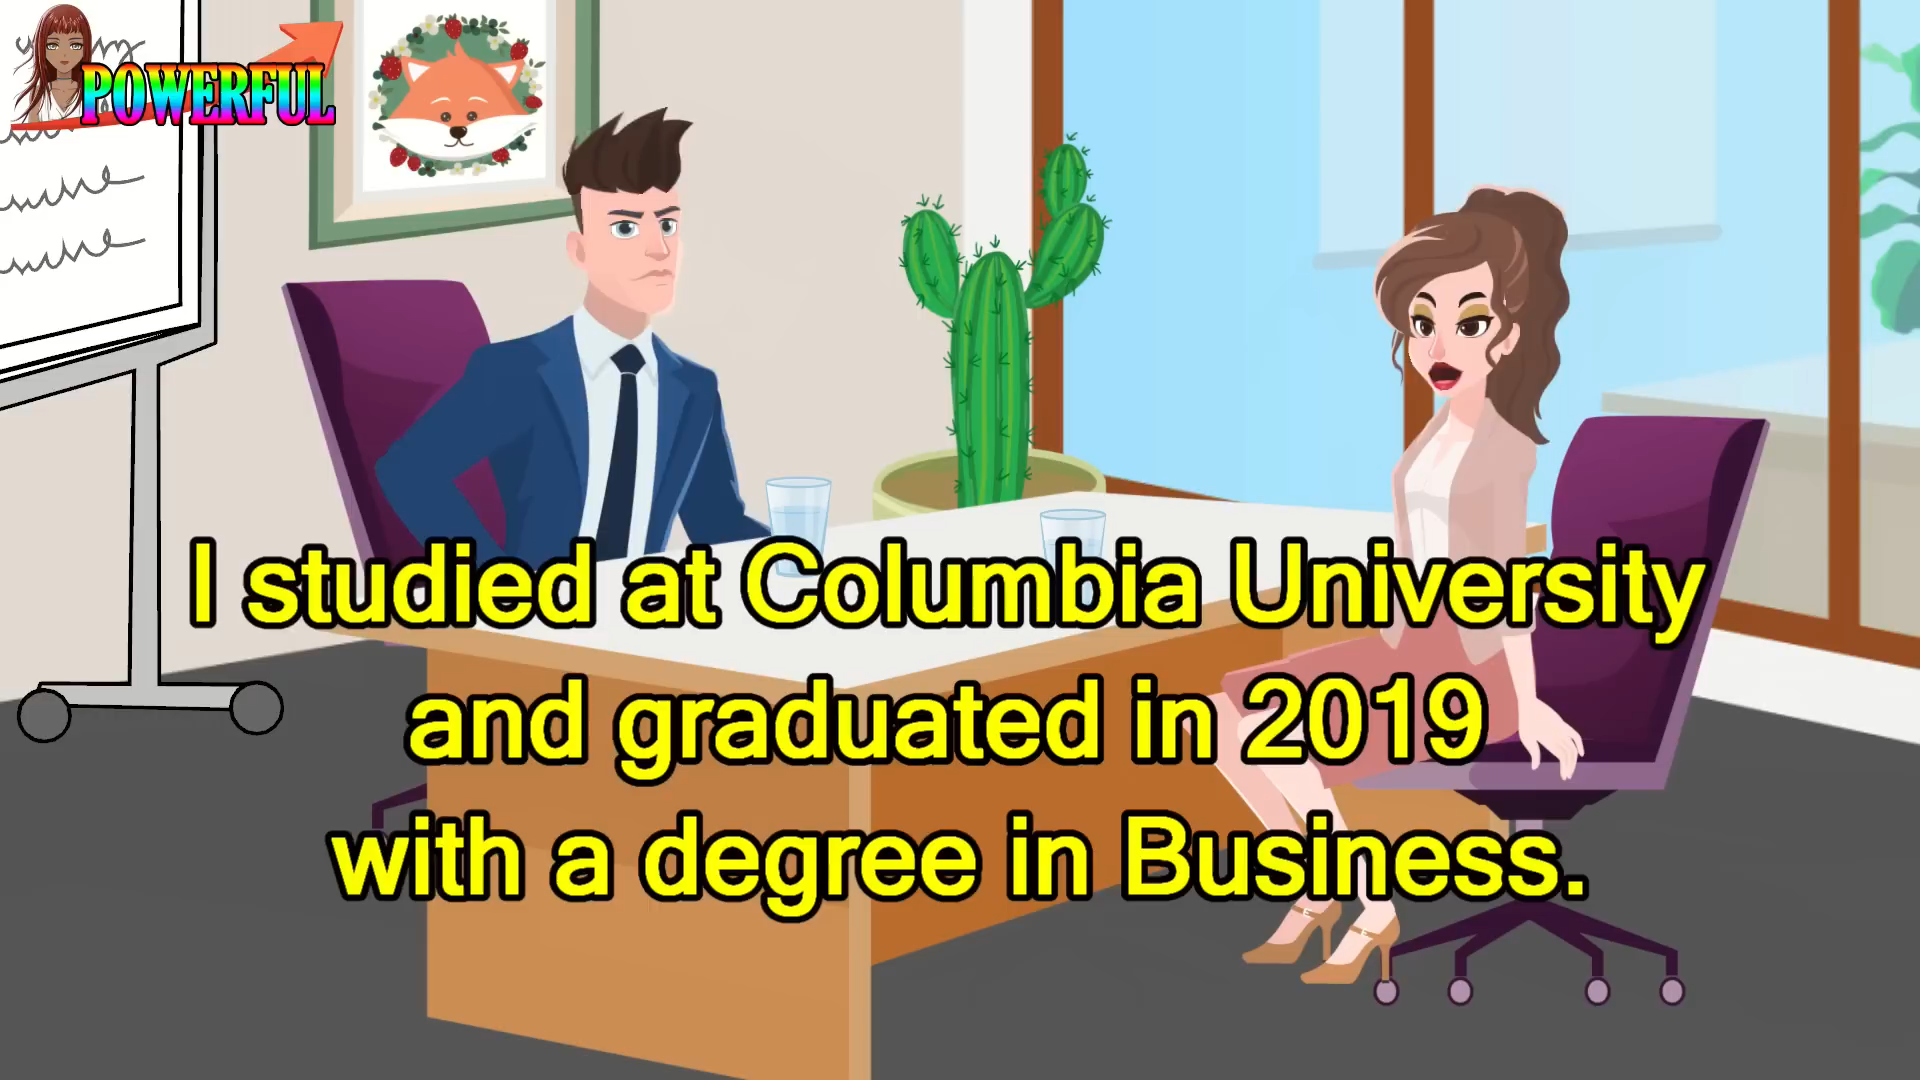 POWERFUL
I studied at Columbia University
and graduated in 2019
with a degree in Business.